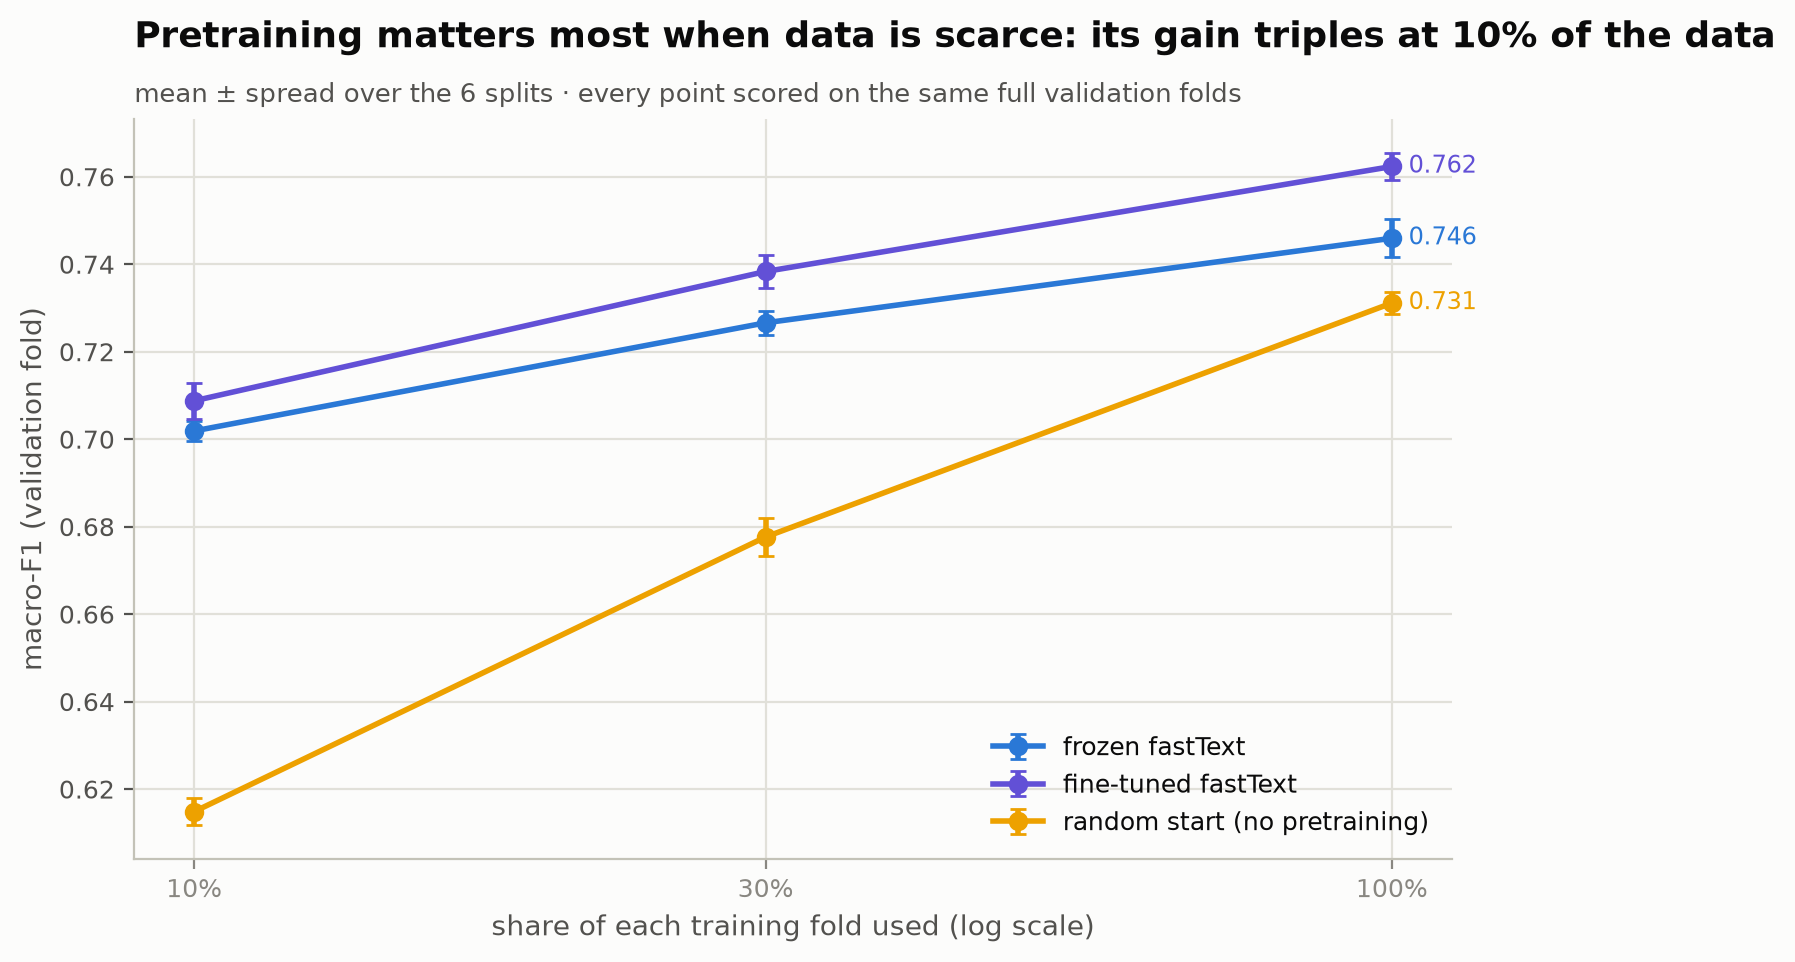 Pretraining matters most when data is scarce: its gain triples at 10% of the data
mean ± spread over the 6 splits · every point scored on the same full validation folds
macro-F1 (validation fold)
0.76
0.74
0.72
0.70
0.68
0.66
0.64
0.62
0.762
0.746
0.731
frozen fastText
fine-tuned fastText
random start (no pretraining)
10%
30%
100%
share of each training fold used (log scale)